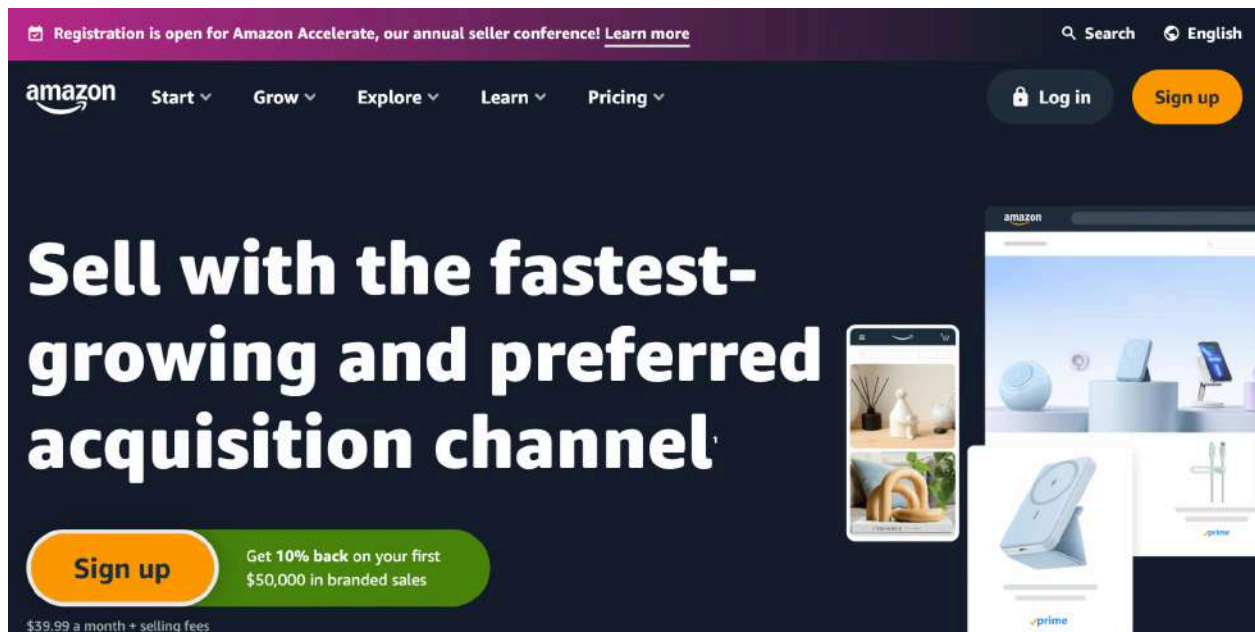 Registration is open for Amazon Accelerate, our annual seller conference! Learn more
Search
English
amazon
Start
Grow
Explore
Learn
Pricing
Log in
Sign up
Sell with the fastest-
growing and preferred
acquisition channel¹
Sign up
Get 10% back on your first
$50,000 in branded sales
$39.99 a month + selling fees
amazon
prime
prime